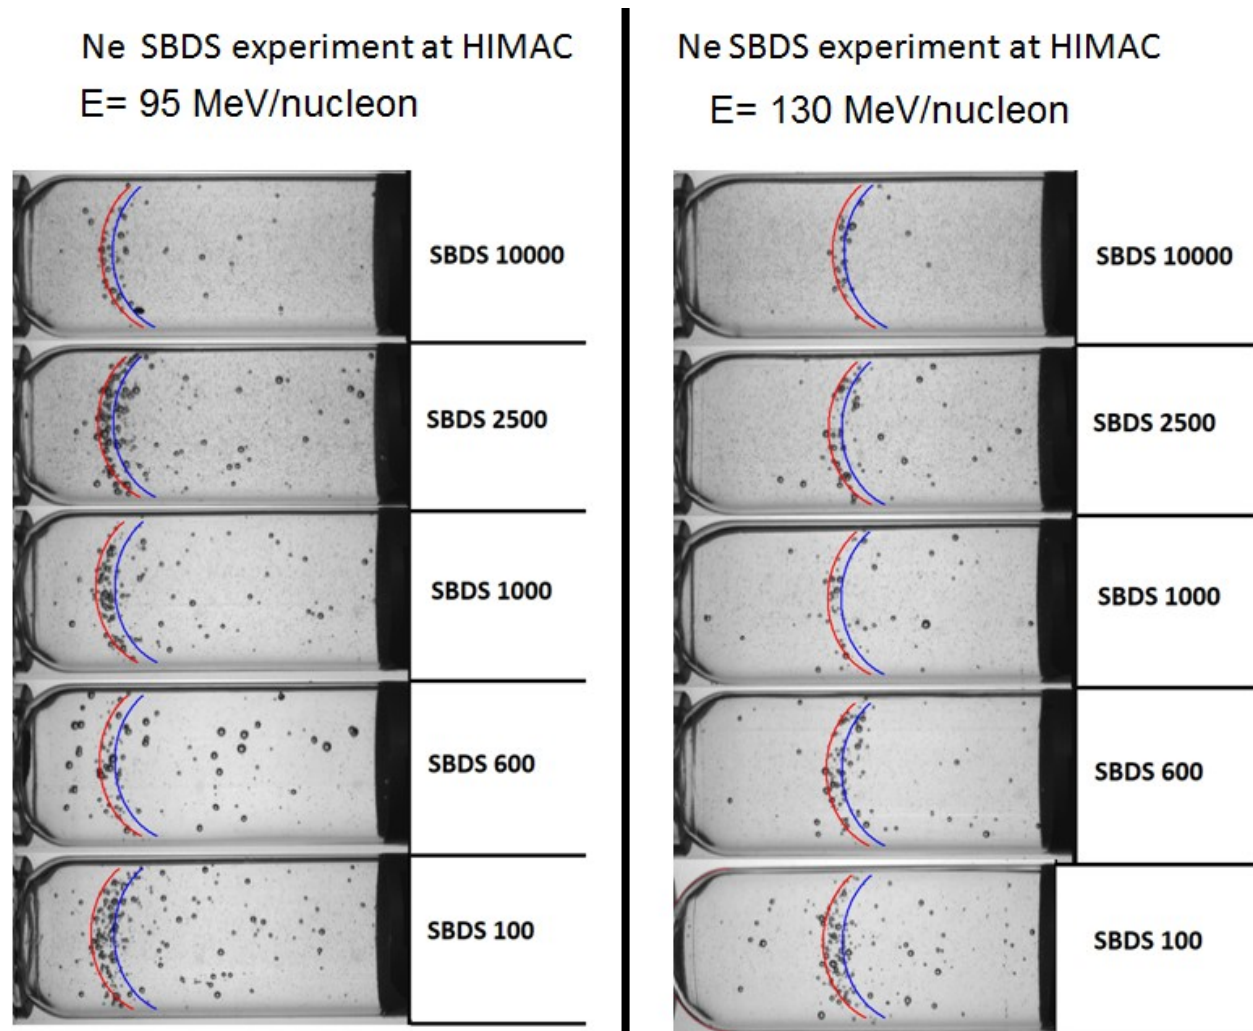 Ne SBDS experiment at HIMAC
E= 95 MeV/nucleon
SBDS 10000
SBDS 2500
SBDS 1000
SBDS 600
SBDS 100
Ne SBDS experiment at HIMAC
E= 130 MeV/nucleon
SBDS 10000
SBDS 2500
SBDS 1000
SBDS 600
SBDS 100